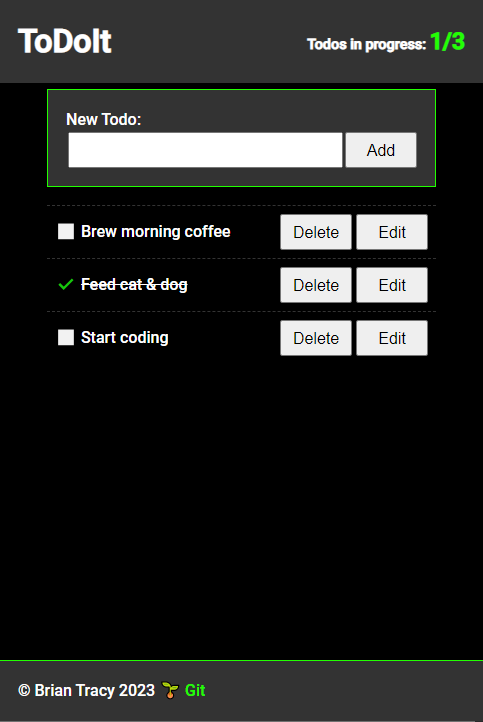 ToDoIt
Todos in progress: 1/3
New Todo:
Add
Brew morning coffee Delete Edit
Feed cat & dog Delete Edit
Start coding Delete Edit
© Brian Tracy 2023 🌱 Git